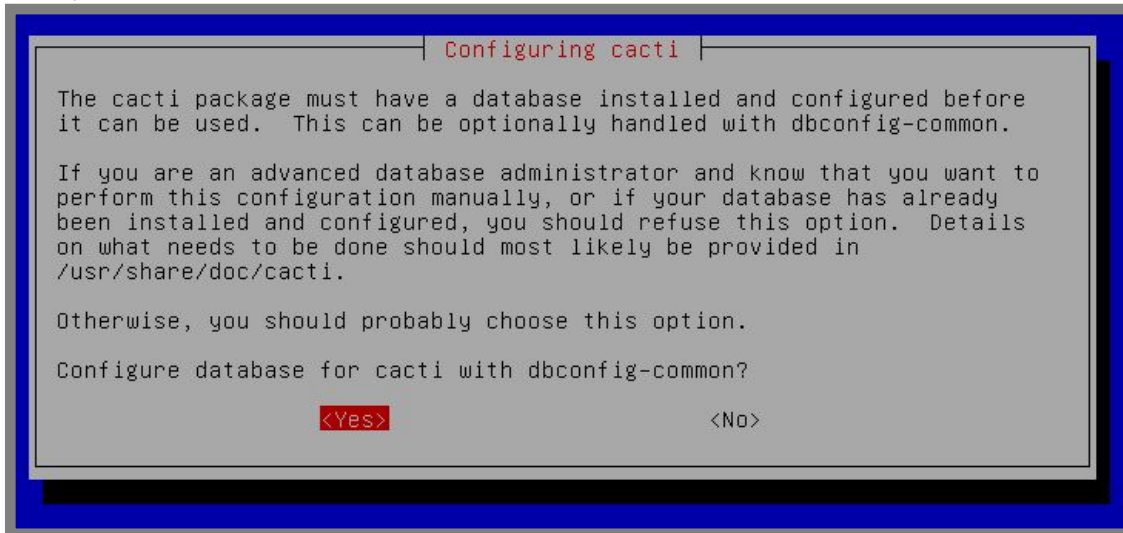 Configuring cacti
The cacti package must have a database installed and configured before
it can be used.  This can be optionally handled with dbconfig-common.
If you are an advanced database administrator and know that you want to
perform this configuration manually, or if your database has already
been installed and configured, you should refuse this option.  Details
on what needs to be done should most likely be provided in
/usr/share/doc/cacti.
Otherwise, you should probably choose this option.
Configure database for cacti with dbconfig-common?
<Yes> <No>